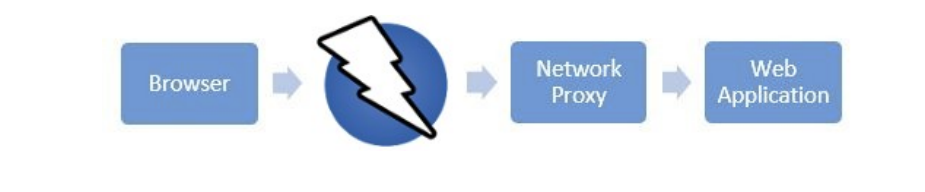 Browser
Network
Proxy
Web
Application